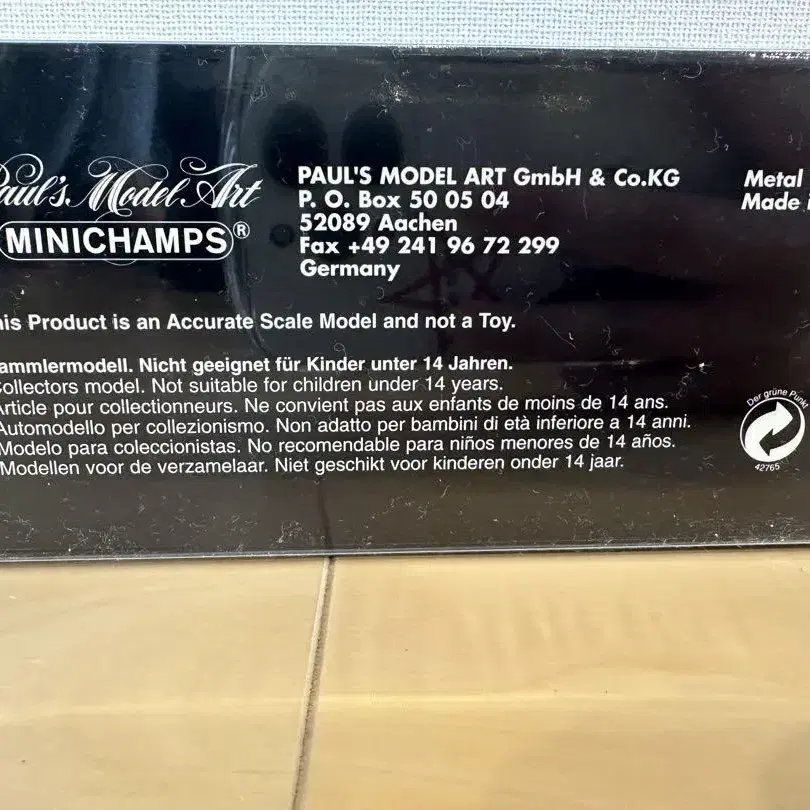 Paul's Model Art
MINICHAMPS®
PAUL'S MODEL ART GmbH & Co.KG
P. O. Box 50 05 04
52089 Aachen
Fax +49 241 96 72 299
Germany
Metal
Made
his Product is an Accurate Scale Model and not a Toy.
ammlermodell. Nicht geeignet für Kinder unter 14 Jahren.
ollectors model. Not suitable for children under 14 years.
Article pour collectionneurs. Ne convient pas aux enfants de moins de 14 ans.
Automodello per collezionismo. Non adatto per bambini di età inferiore a 14 anni.
Modelo para coleccionistas. No recomendable para niños menores de 14 años.
Modellen voor de verzamelaar. Niet geschikt voor kinderen onder 14 jaar.
Der grüne Punkt
42765